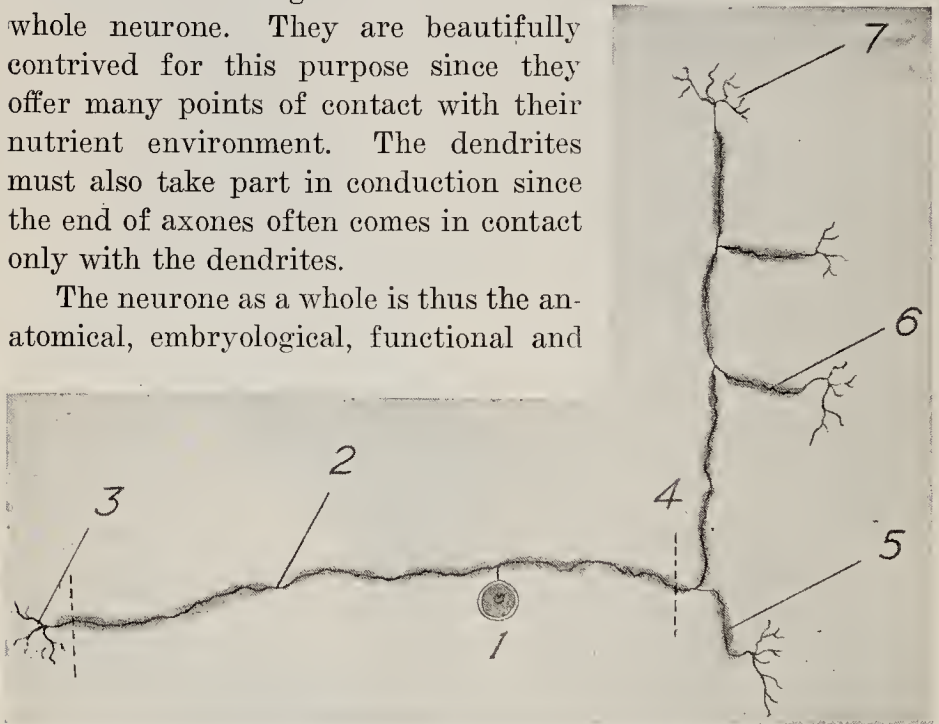 whole neurone. They are beautifully
contrived for this purpose since they
offer many points of contact with their
nutrient environment. The dendrites
must also take part in conduction since
the end of axones often comes in contact
only with the dendrites.
The neurone as a whole is thus the an-
atomical, embryological, functional and
7
6
2
3
4
5
1